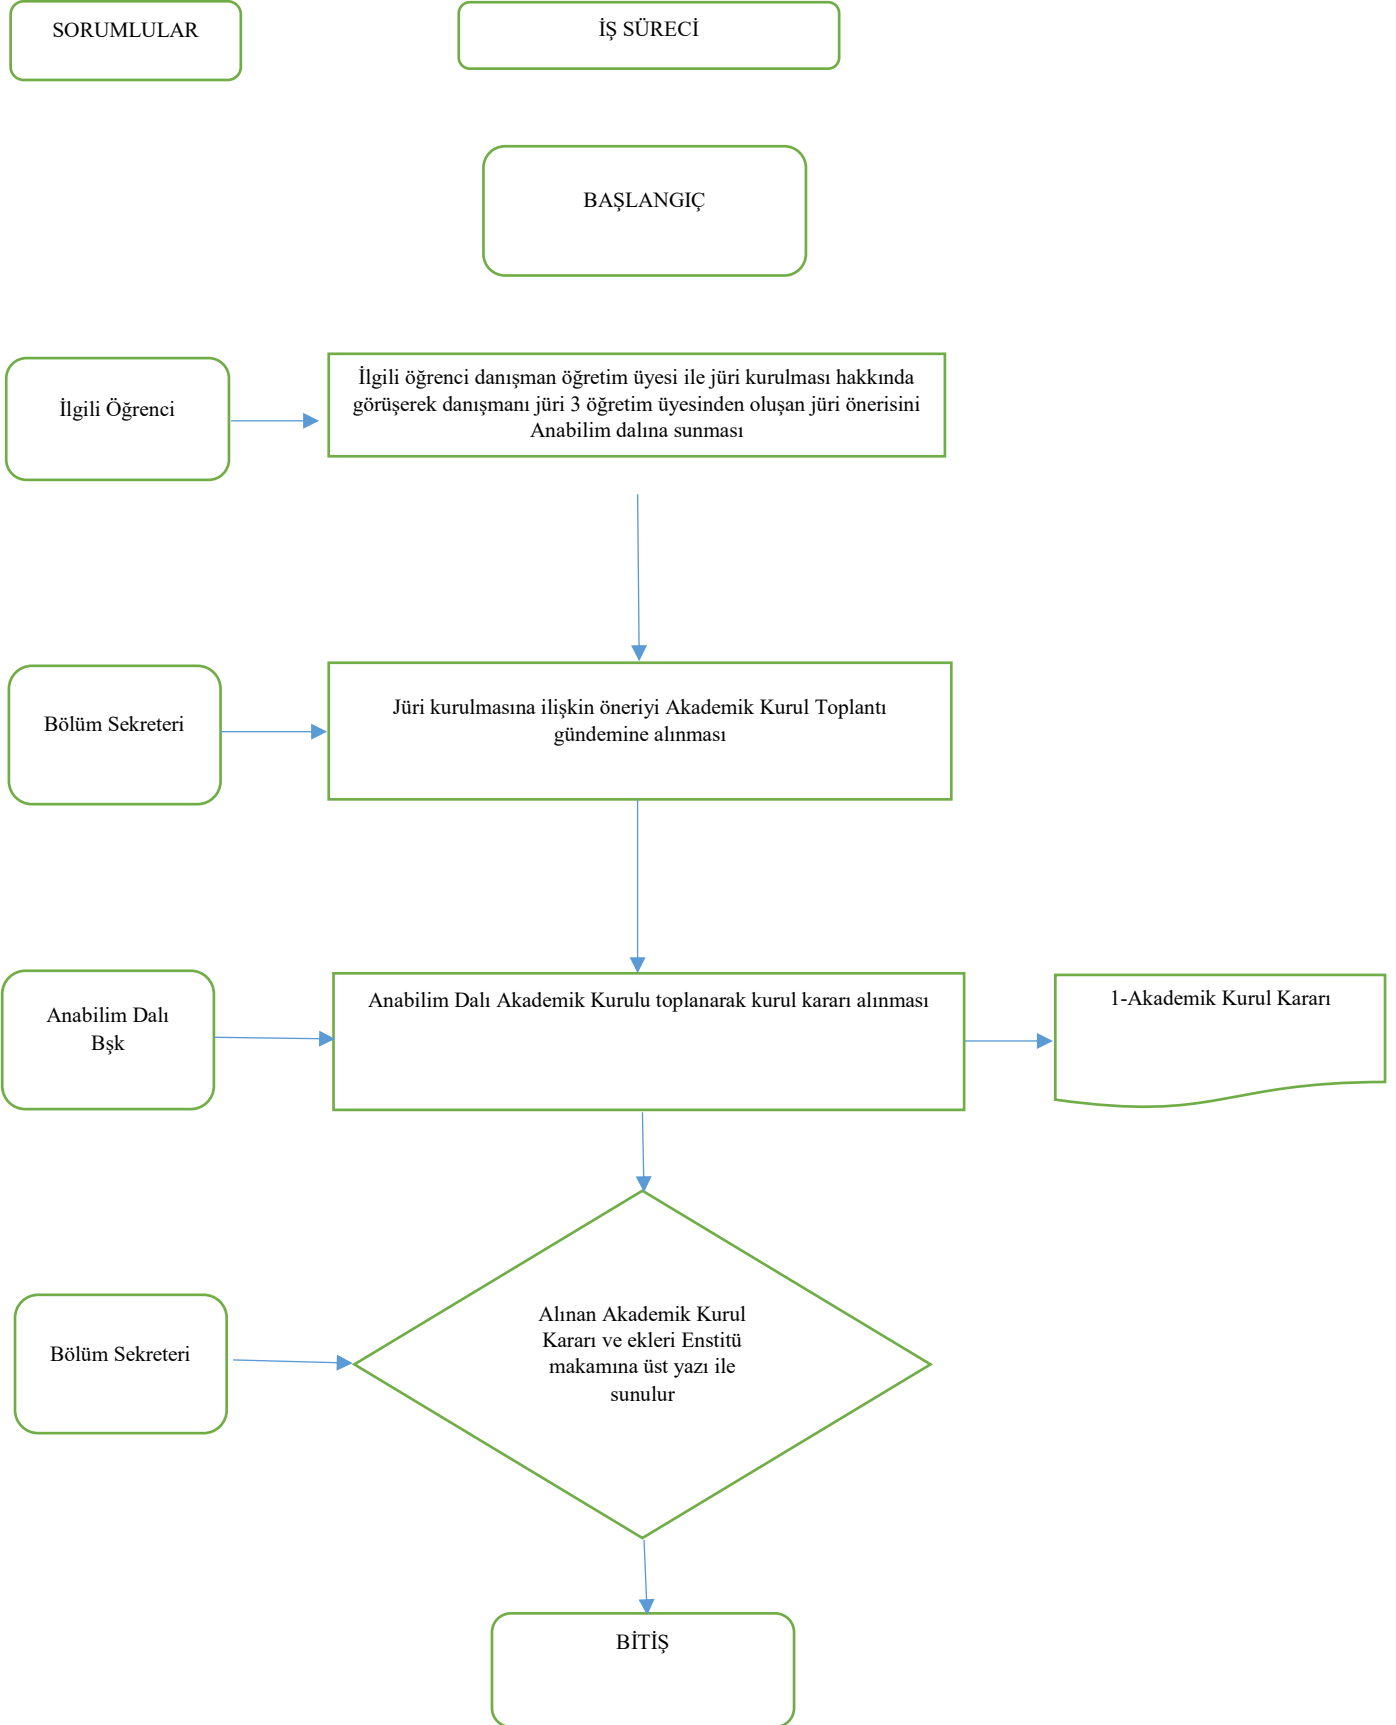 SORUMLULAR
İŞ SÜRECİ
BAŞLANGIÇ
İlgili Öğrenci
İlgili öğrenci danışman öğretim üyesi ile jüri kurulması hakkında
görüşerek danışmanı jüri 3 öğretim üyesinden oluşan jüri önerisini
Anabilim dalına sunması
Bölüm Sekreteri
Jüri kurulmasına ilişkin öneriyi Akademik Kurul Toplantı
gündemine alınması
Anabilim Dalı
Bşk
Anabilim Dalı Akademik Kurulu toplanarak kurul kararı alınması
1-Akademik Kurul Kararı
Bölüm Sekreteri
Alınan Akademik Kurul
Kararı ve ekleri Enstitü
makamına üst yazı ile
sunulur
BİTİŞ